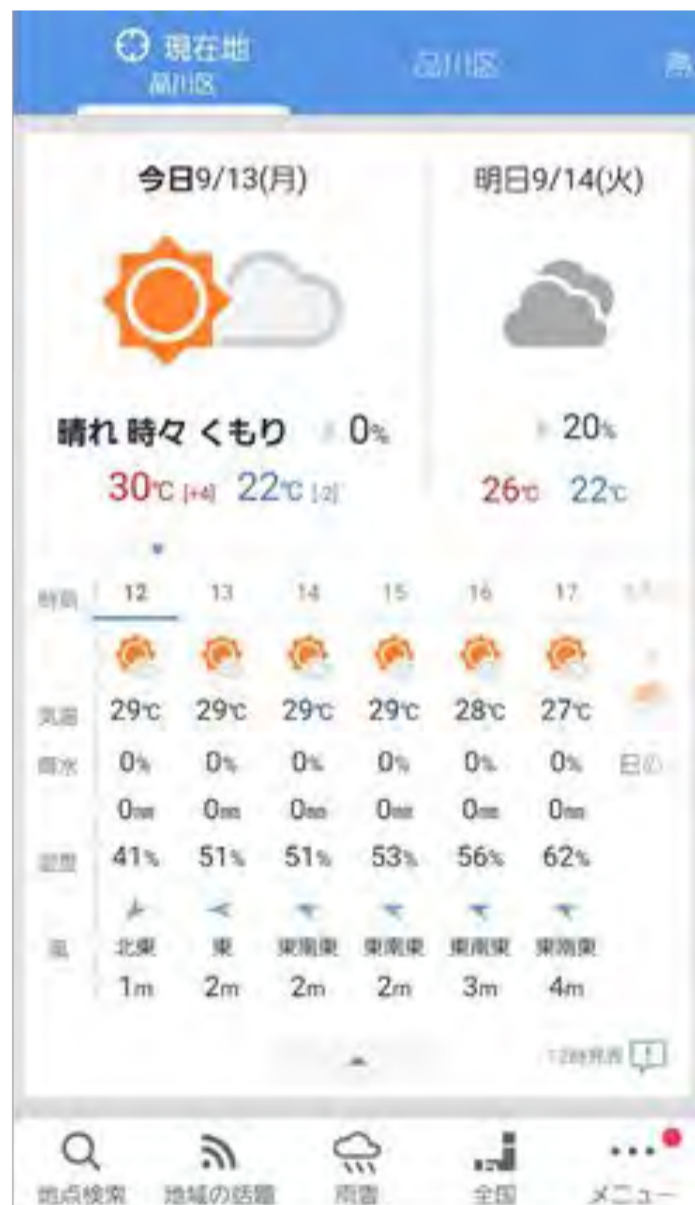 現在地
品川区
品川区
今日9/13(月)
明日9/14(火)
晴れ 時々 くもり 0%
20%
30℃ [+4] 22℃ [-2]
26℃ 22℃
時刻 12 13 14 15 16 17
気温 29℃ 29℃ 29℃ 29℃ 28℃ 27℃
降水 0% 0% 0% 0% 0% 0% 日の
0mm 0mm 0mm 0mm 0mm 0mm
湿度 41% 51% 51% 53% 56% 62%
風 北東 東 東南東 東南東 東南東 東南東
1m 2m 2m 2m 3m 4m
12時発表
地点検索 地域の話題 雨雲 全国 メニュー